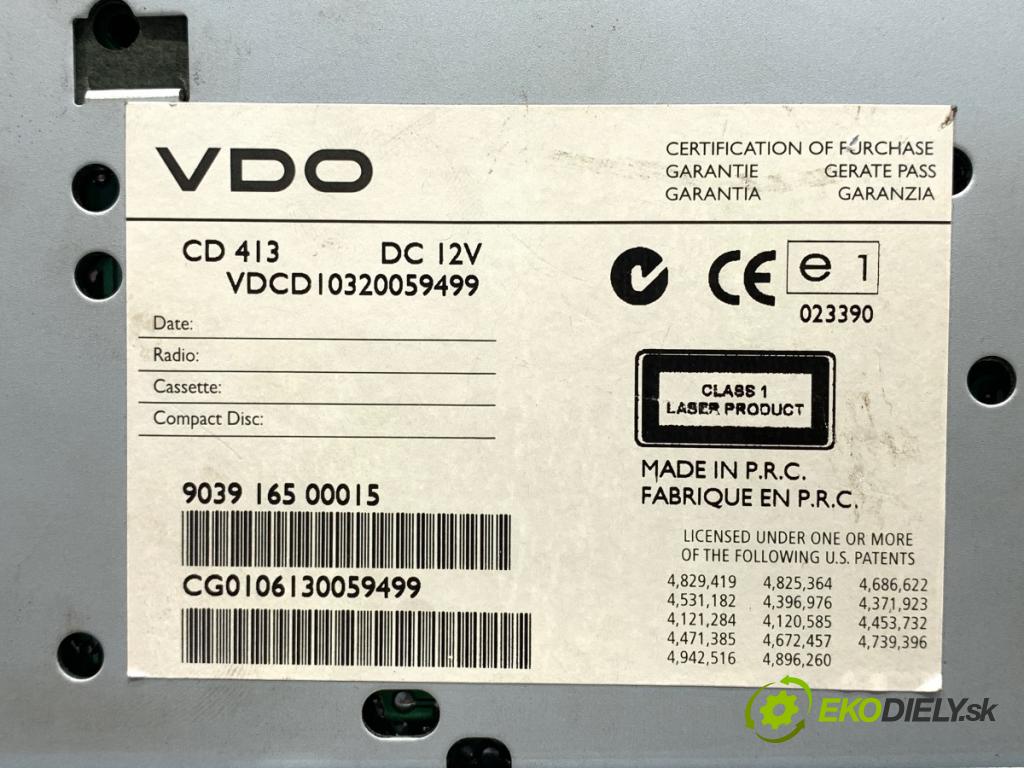 VDO
CERTIFICATION OF PURCHASE
GARANTIE GERATE PASS
GARANTIA GARANZIA
CD 413 DC 12V
VDCD10320059499
CE e 1
023390
Date:
Radio:
Cassette:
Compact Disc:
CLASS 1
LASER PRODUCT
MADE IN P.R.C.
FABRIQUE EN P.R.C.
9039 165 00015
CG0106130059499
LICENSED UNDER ONE OR MORE
OF THE FOLLOWING U.S. PATENTS
4,829,419 4,825,364 4,686,622
4,531,182 4,396,976 4,371,923
4,121,284 4,120,585 4,453,732
4,471,385 4,672,457 4,739,396
4,942,516 4,896,260
EKODIELY.sk